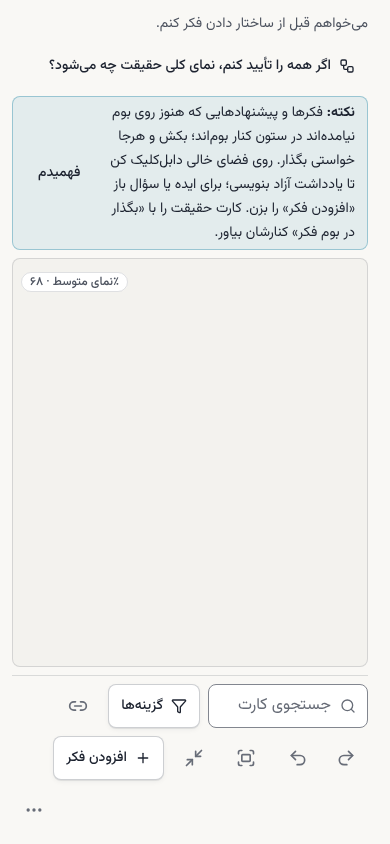 می‌خواهم قبل از ساختار دادن فکر کنم.
اگر همه را تأیید کنم، نمای کلی حقیقت چه می‌شود؟
نکته: فکرها و پیشنهادهایی که هنوز روی بوم
نیامده‌اند در ستون کنار بوم‌اند؛ بکش و هرجا
خواستی بگذار. روی فضای خالی دابل‌کلیک کن
تا یادداشت آزاد بنویسی؛ برای ایده یا سؤال باز
«افزودن فکر» را بزن. کارت حقیقت را با «بگذار
در بوم فکر» کنارشان بیاور.
فهمیدم
نمای متوسط · ۶۸٪
جستجوی کارت
گزینه‌ها
افزودن فکر